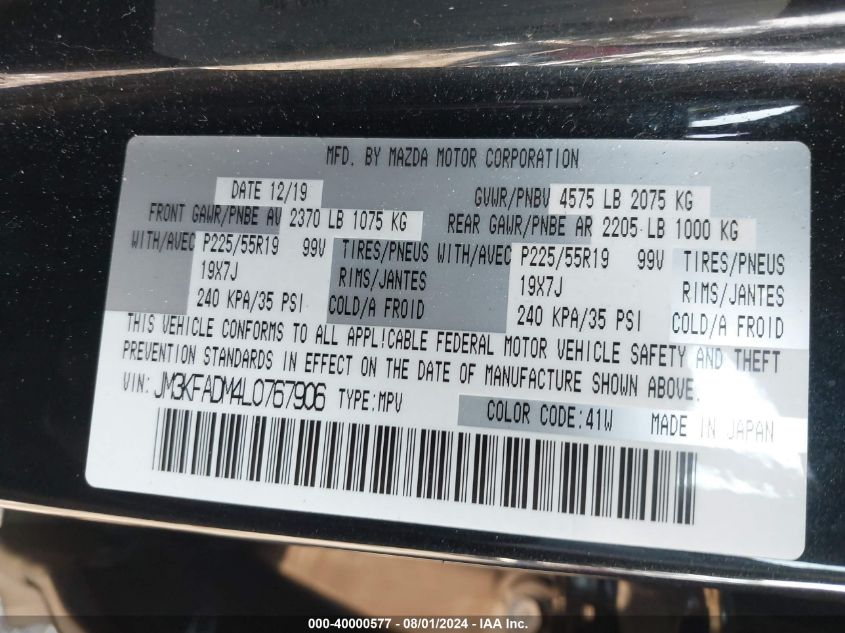 MFD. BY MAZDA MOTOR CORPORATION
DATE 12/19 GVWR/PNBV 4575 LB 2075 KG
FRONT GAWR/PNBE AV 2370 LB 1075 KG REAR GAWR/PNBE AR 2205 LB 1000 KG
WITH/AVEC P225/55R19 99V TIRES/PNEUS WITH/AVEC P225/55R19 99V TIRES/PNEUS
19X7J RIMS/JANTES 19X7J RIMS/JANTES
240 KPA/35 PSI COLD/A FROID 240 KPA/35 PSI COLD/A FROID
THIS VEHICLE CONFORMS TO ALL APPLICABLE FEDERAL MOTOR VEHICLE SAFETY AND THEFT
PREVENTION STANDARDS IN EFFECT ON THE DATE OF MANUFACTURE SHOWN ABOVE.
VIN: JM3KFADM4L0767906 TYPE:MPV COLOR CODE:41W MADE IN JAPAN
000-40000577 - 08/01/2024 - IAA Inc.